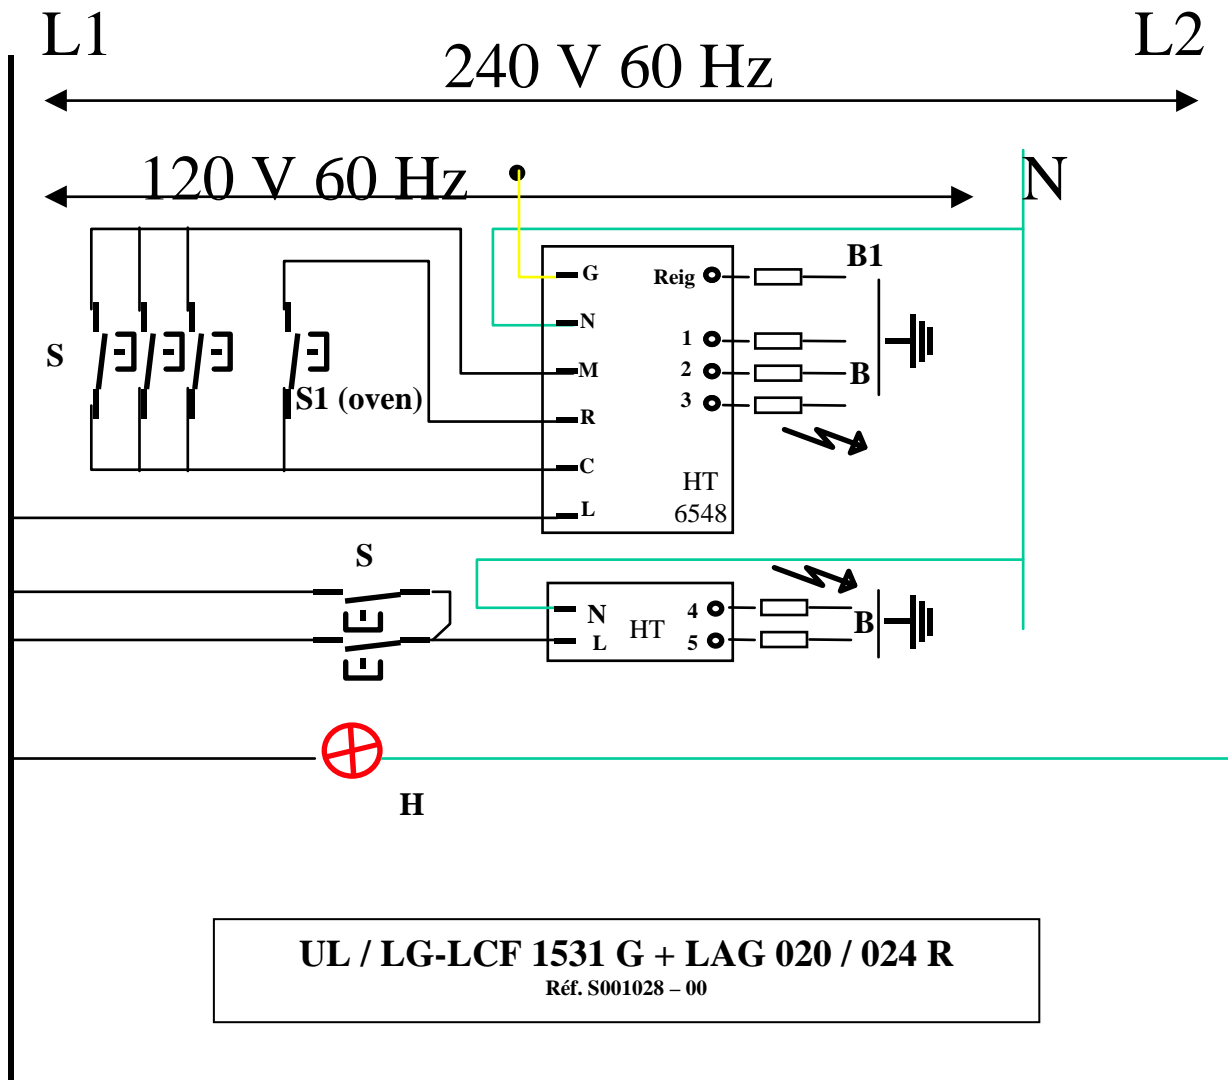 L1
L2
240 V 60 Hz
120 V 60 Hz
N
B1
G
Reig
N
1
S
M
2
B
S1 (oven)
R
3
C
HT
6548
L
S
N
HT
4
B
L
5
H
UL / LG-LCF 1531 G + LAG 020 / 024 R
Réf. S001028 – 00